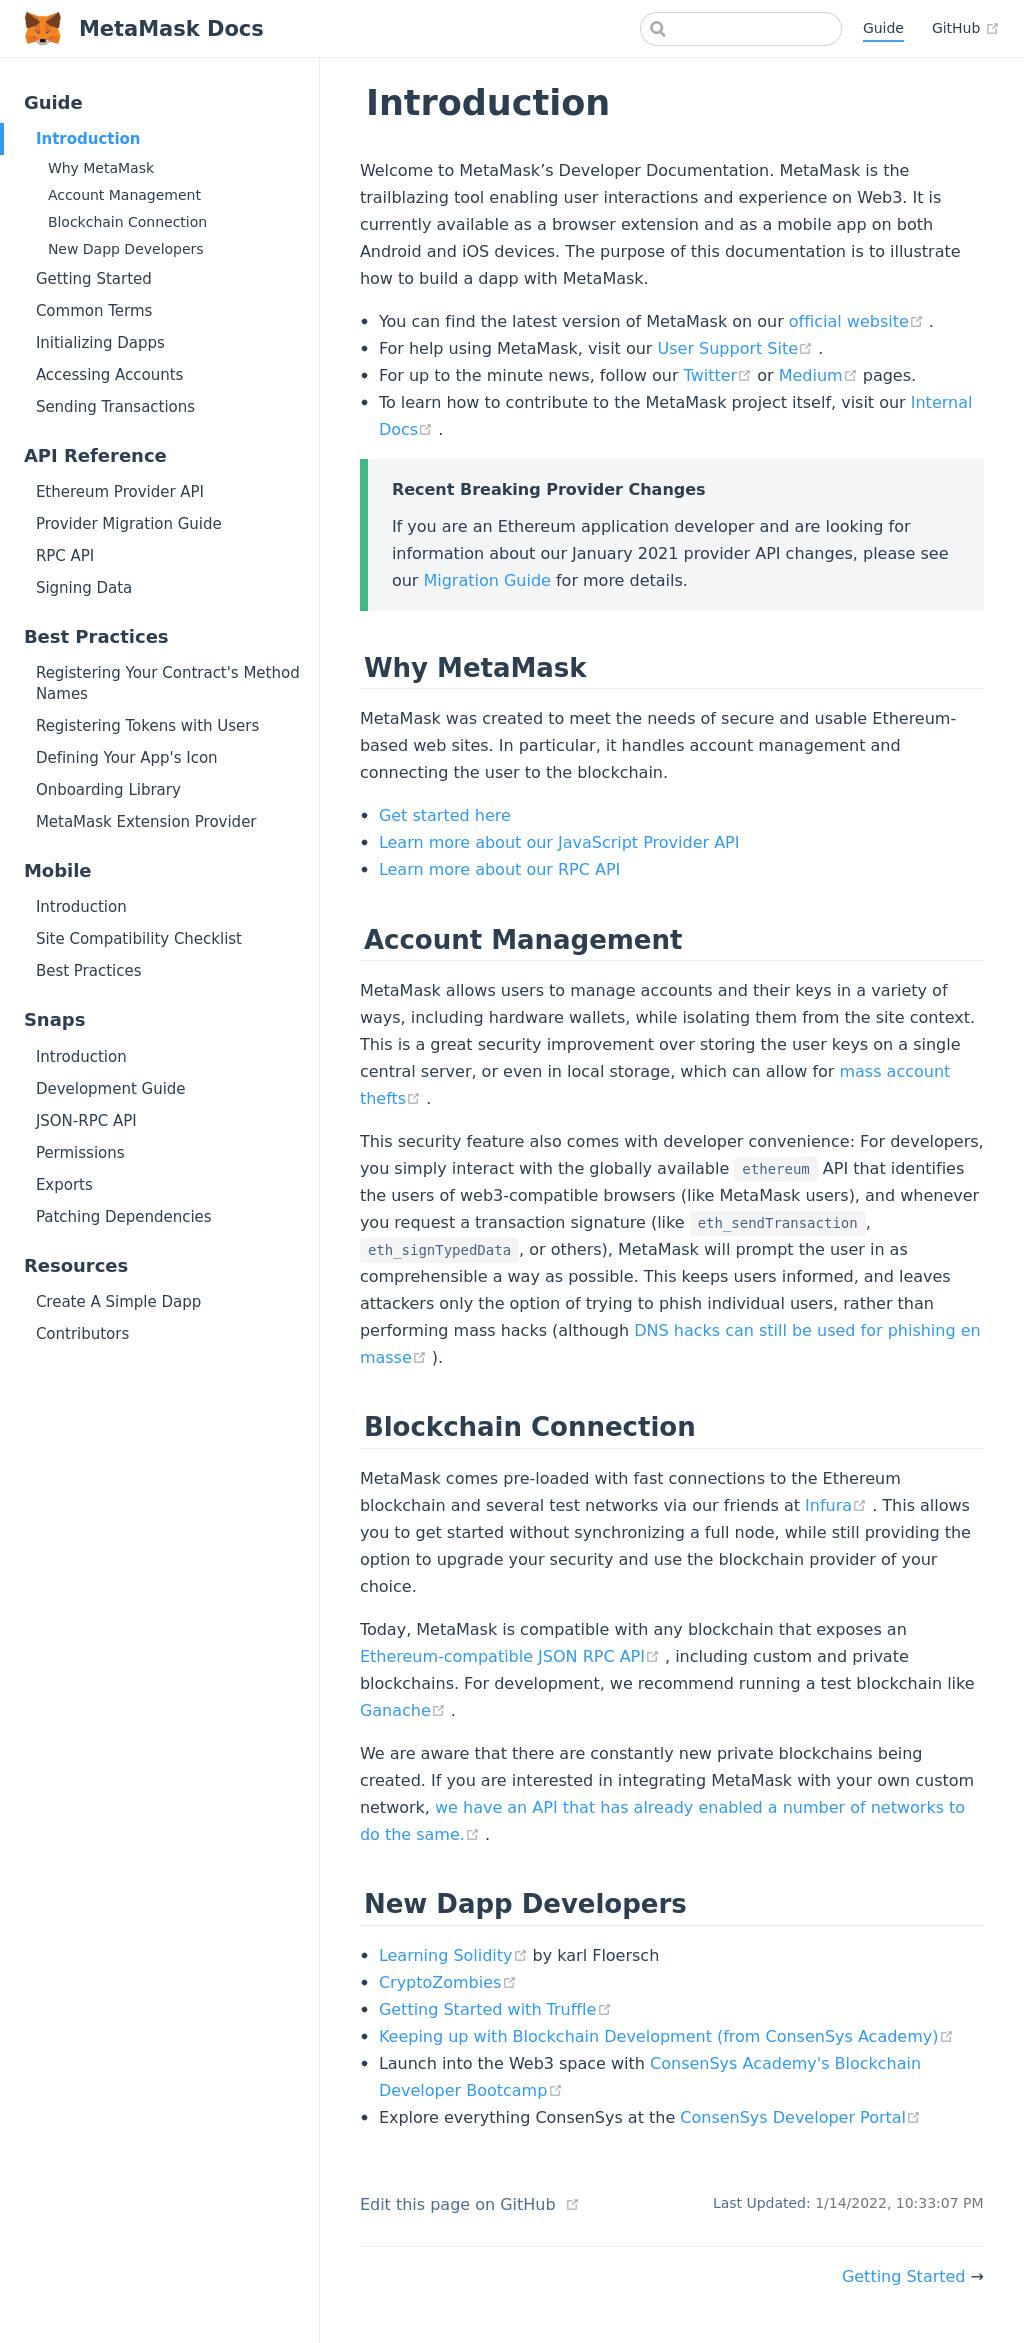 MetaMask Docs
Guide
GitHub
Guide
Introduction
Why MetaMask
Account Management
Blockchain Connection
New Dapp Developers
Getting Started
Common Terms
Initializing Dapps
Accessing Accounts
Sending Transactions
API Reference
Ethereum Provider API
Provider Migration Guide
RPC API
Signing Data
Best Practices
Registering Your Contract's Method
Names
Registering Tokens with Users
Defining Your App's Icon
Onboarding Library
MetaMask Extension Provider
Mobile
Introduction
Site Compatibility Checklist
Best Practices
Snaps
Introduction
Development Guide
JSON-RPC API
Permissions
Exports
Patching Dependencies
Resources
Create A Simple Dapp
Contributors
Introduction
Welcome to MetaMask’s Developer Documentation. MetaMask is the
trailblazing tool enabling user interactions and experience on Web3. It is
currently available as a browser extension and as a mobile app on both
Android and iOS devices. The purpose of this documentation is to illustrate
how to build a dapp with MetaMask.
• You can find the latest version of MetaMask on our official website .
• For help using MetaMask, visit our User Support Site .
• For up to the minute news, follow our Twitter or Medium pages.
• To learn how to contribute to the MetaMask project itself, visit our Internal
Docs .
Recent Breaking Provider Changes
If you are an Ethereum application developer and are looking for
information about our January 2021 provider API changes, please see
our Migration Guide for more details.
Why MetaMask
MetaMask was created to meet the needs of secure and usable Ethereum-
based web sites. In particular, it handles account management and
connecting the user to the blockchain.
• Get started here
• Learn more about our JavaScript Provider API
• Learn more about our RPC API
Account Management
MetaMask allows users to manage accounts and their keys in a variety of
ways, including hardware wallets, while isolating them from the site context.
This is a great security improvement over storing the user keys on a single
central server, or even in local storage, which can allow for mass account
thefts .
This security feature also comes with developer convenience: For developers,
you simply interact with the globally available ethereum API that identifies
the users of web3-compatible browsers (like MetaMask users), and whenever
you request a transaction signature (like eth_sendTransaction ,
eth_signTypedData , or others), MetaMask will prompt the user in as
comprehensible a way as possible. This keeps users informed, and leaves
attackers only the option of trying to phish individual users, rather than
performing mass hacks (although DNS hacks can still be used for phishing en
masse ).
Blockchain Connection
MetaMask comes pre-loaded with fast connections to the Ethereum
blockchain and several test networks via our friends at Infura . This allows
you to get started without synchronizing a full node, while still providing the
option to upgrade your security and use the blockchain provider of your
choice.
Today, MetaMask is compatible with any blockchain that exposes an
Ethereum-compatible JSON RPC API , including custom and private
blockchains. For development, we recommend running a test blockchain like
Ganache .
We are aware that there are constantly new private blockchains being
created. If you are interested in integrating MetaMask with your own custom
network, we have an API that has already enabled a number of networks to
do the same. .
New Dapp Developers
• Learning Solidity by karl Floersch
• CryptoZombies
• Getting Started with Truffle
• Keeping up with Blockchain Development (from ConsenSys Academy)
• Launch into the Web3 space with ConsenSys Academy's Blockchain
Developer Bootcamp
• Explore everything ConsenSys at the ConsenSys Developer Portal
Edit this page on GitHub
Last Updated: 1/14/2022, 10:33:07 PM
Getting Started →